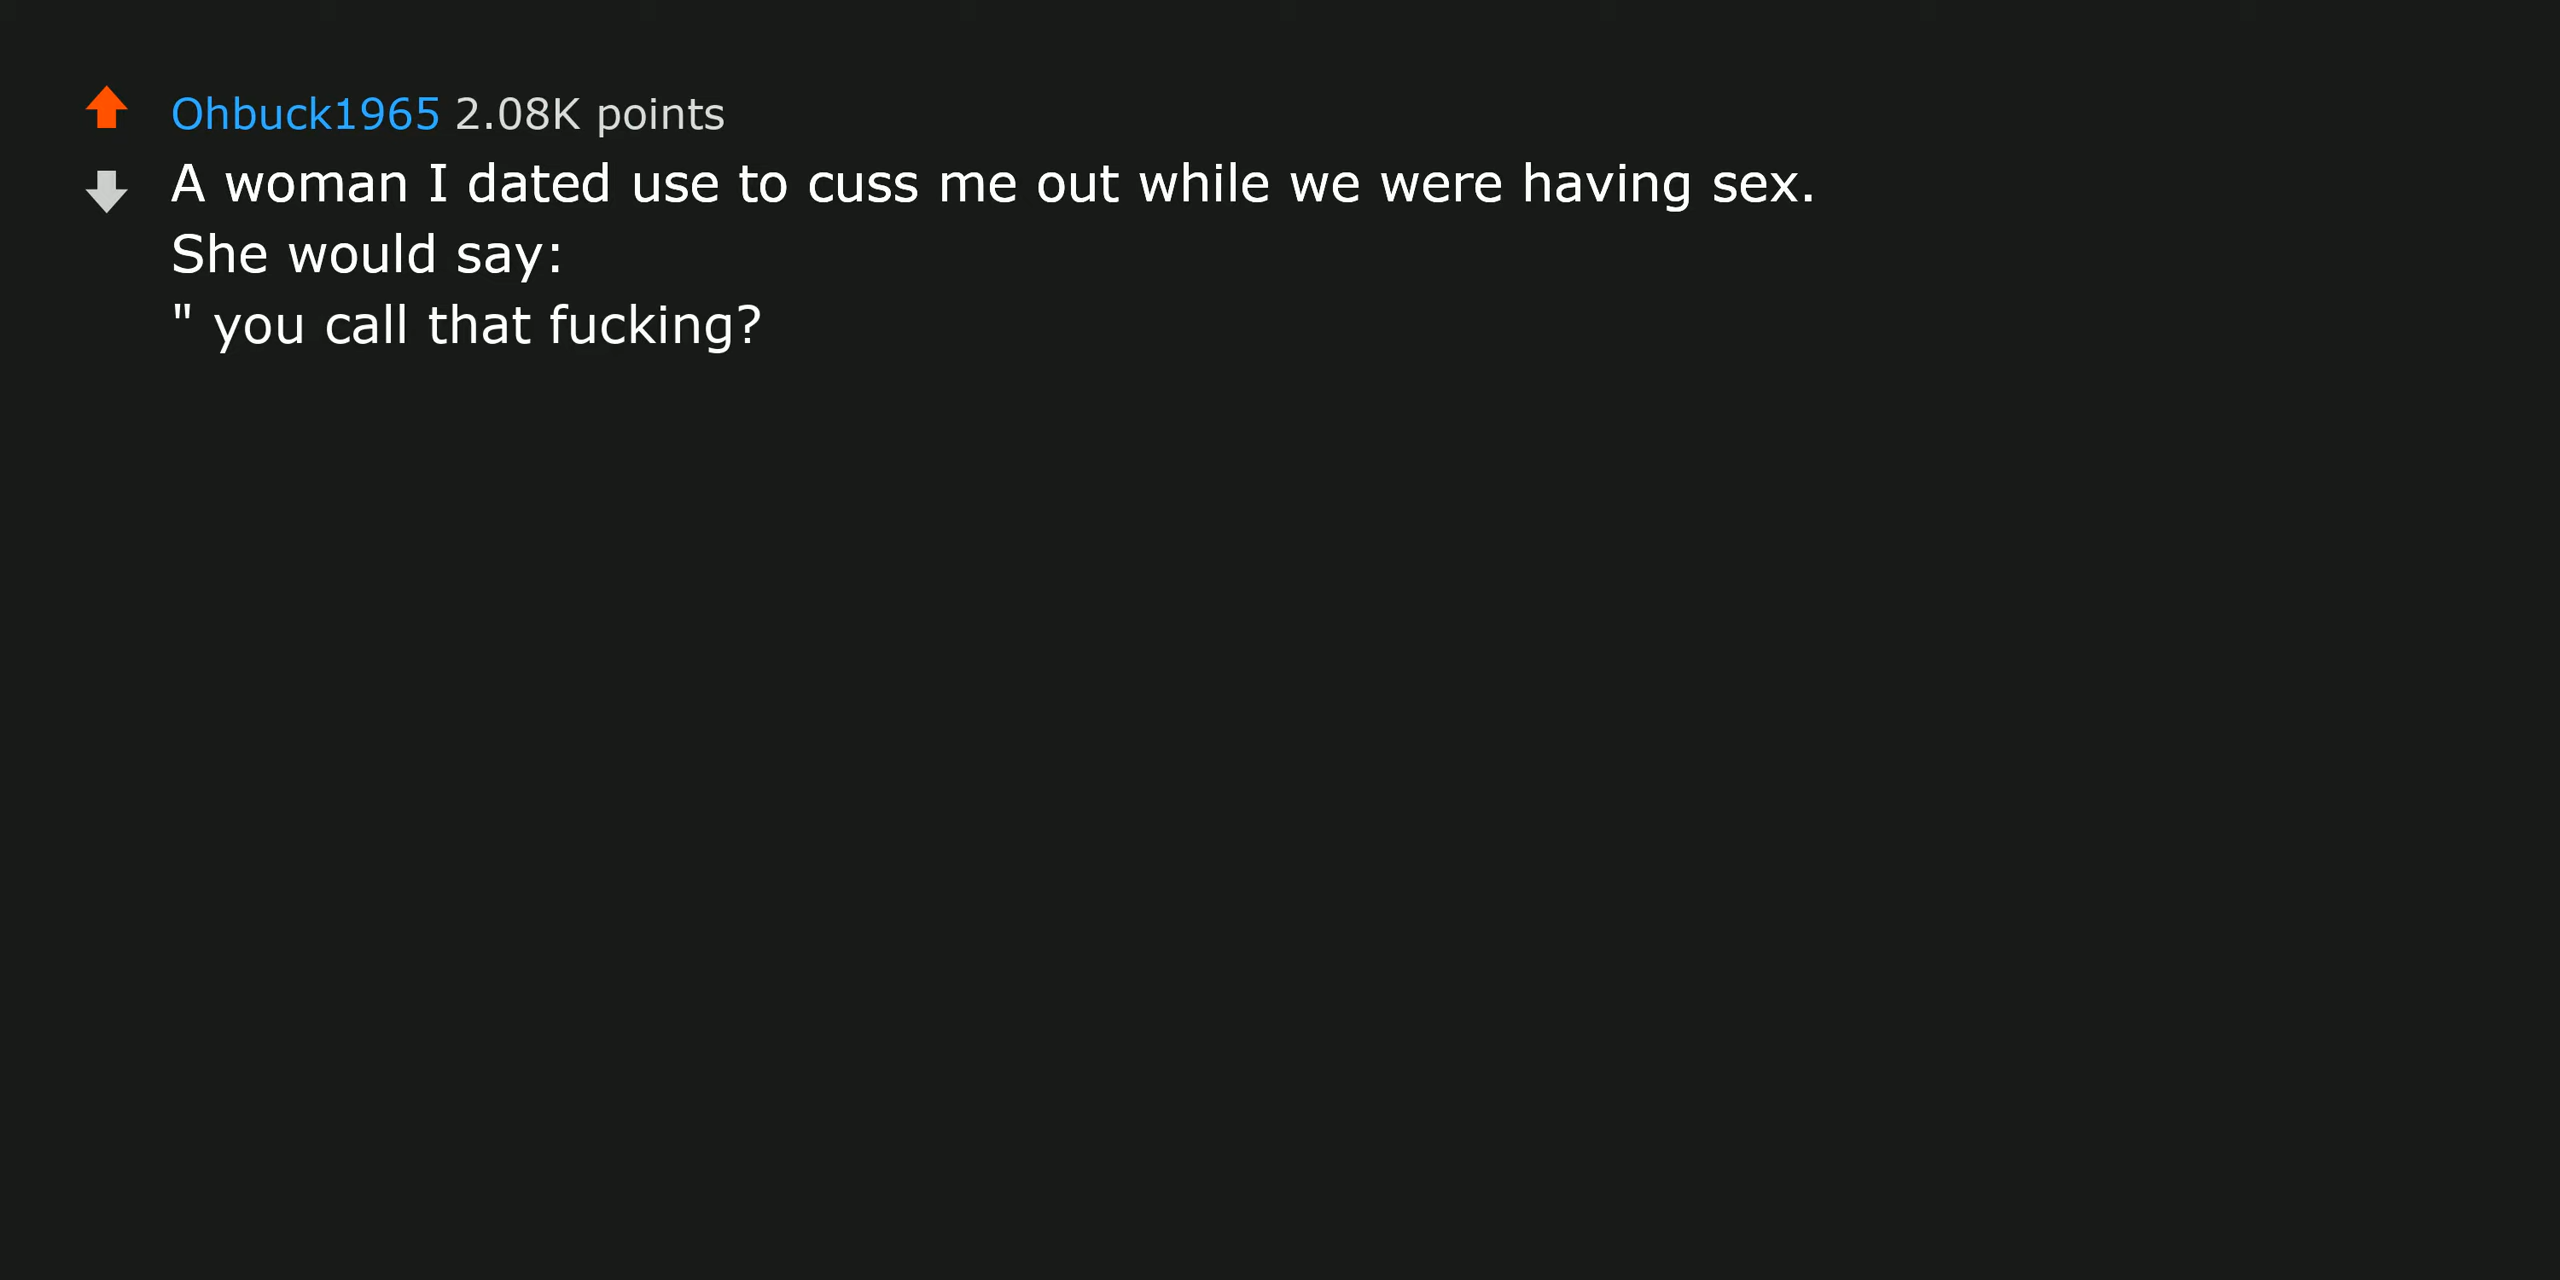 Ohbuck1965 2.08K points
A woman I dated use to cuss me out while we were having sex.
She would say:
" you call that fucking?